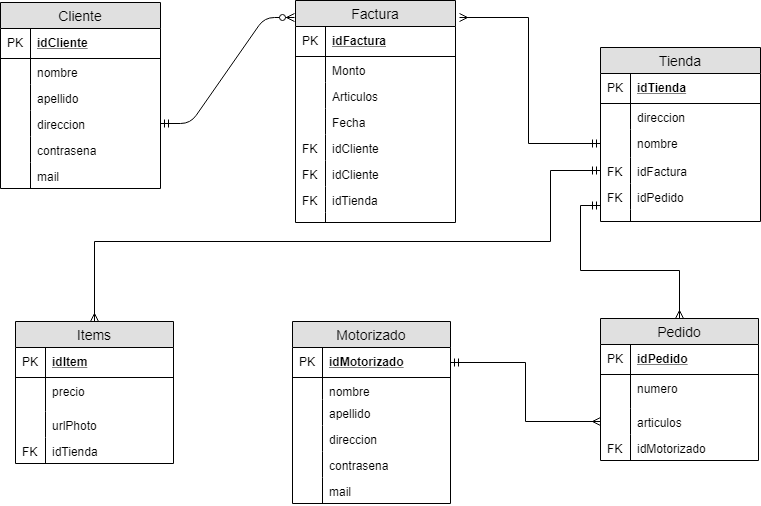 Cliente
PK idCliente
nombre
apellido
direccion
contrasena
mail
Factura
PK idFactura
Monto
Articulos
Fecha
FK idCliente
FK idCliente
FK idTienda
Tienda
PK idTienda
direccion
nombre
FK idFactura
FK idPedido
Items
PK idItem
precio
urlPhoto
FK idTienda
Motorizado
PK idMotorizado
nombre
apellido
direccion
contrasena
mail
Pedido
PK idPedido
numero
articulos
FK idMotorizado